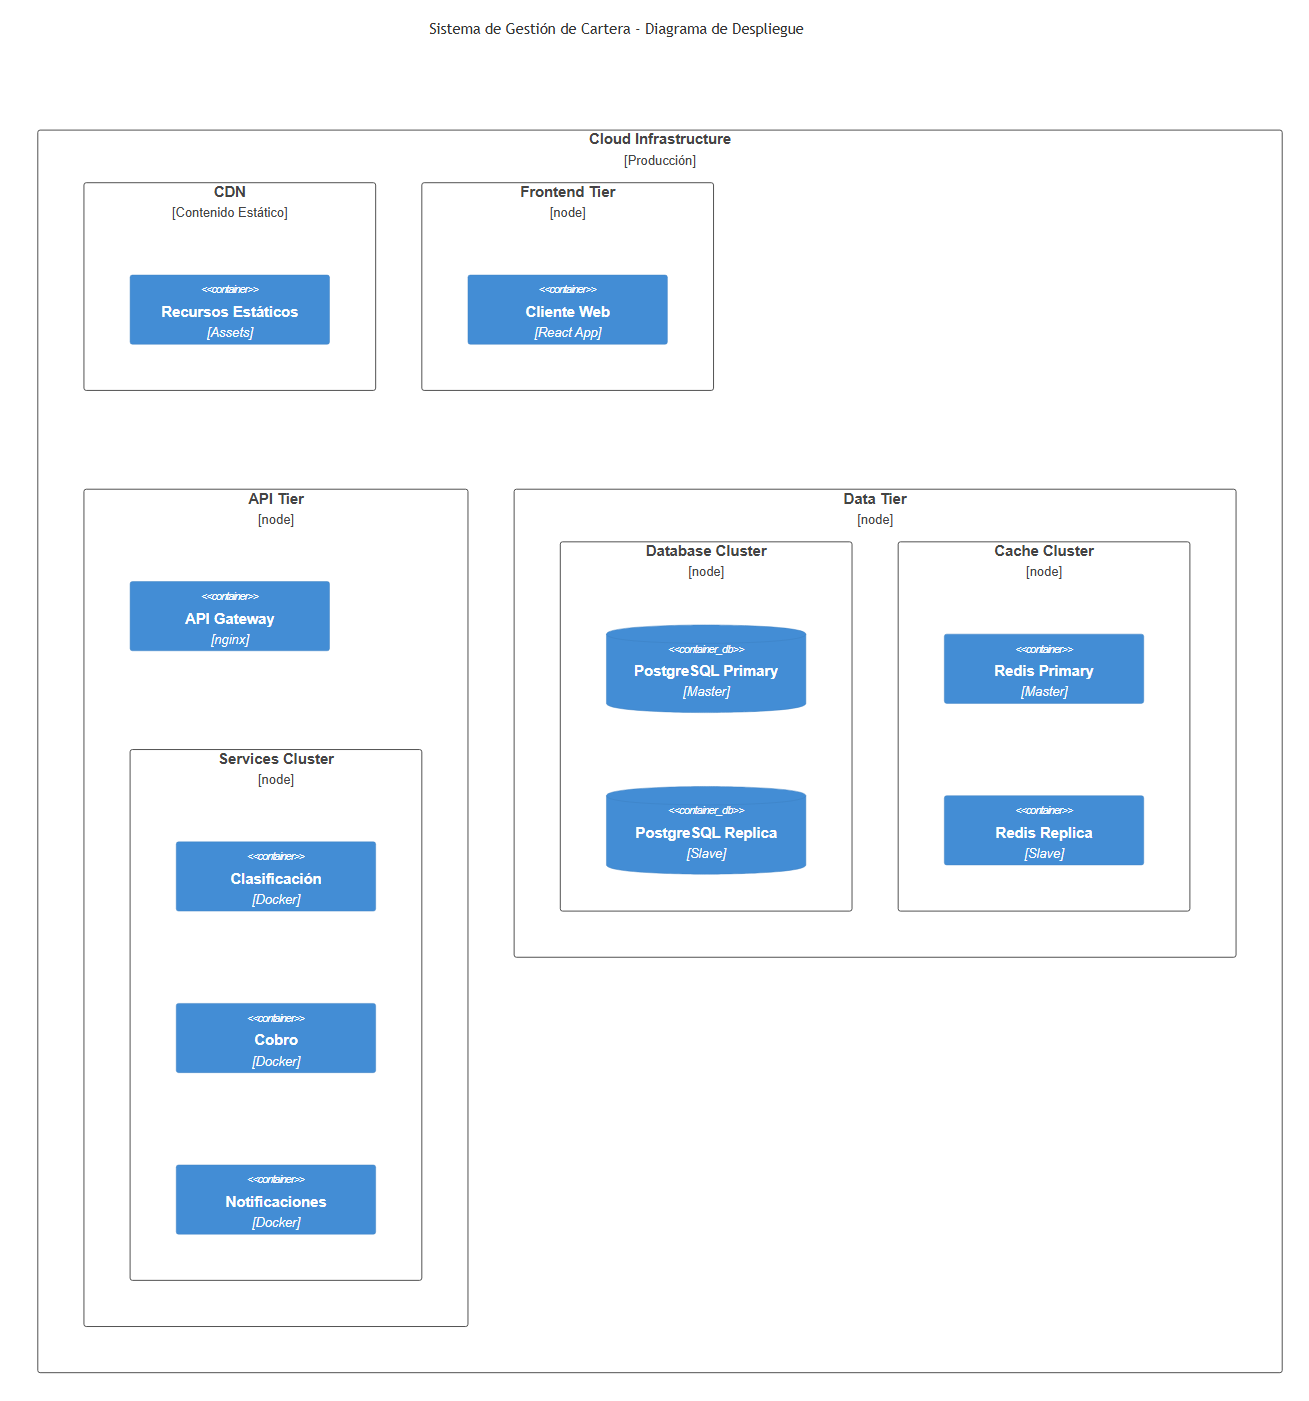 Sistema de Gestión de Cartera - Diagrama de Despliegue
Cloud Infrastructure
[Producción]
CDN
[Contenido Estático]
<<container>>
Recursos Estáticos
[Assets]
Frontend Tier
[node]
<<container>>
Cliente Web
[React App]
API Tier
[node]
<<container>>
API Gateway
[nginx]
Services Cluster
[node]
<<container>>
Clasificación
[Docker]
<<container>>
Cobro
[Docker]
<<container>>
Notificaciones
[Docker]
Data Tier
[node]
Database Cluster
[node]
<<container_db>>
PostgreSQL Primary
[Master]
<<container_db>>
PostgreSQL Replica
[Slave]
Cache Cluster
[node]
<<container>>
Redis Primary
[Master]
<<container>>
Redis Replica
[Slave]